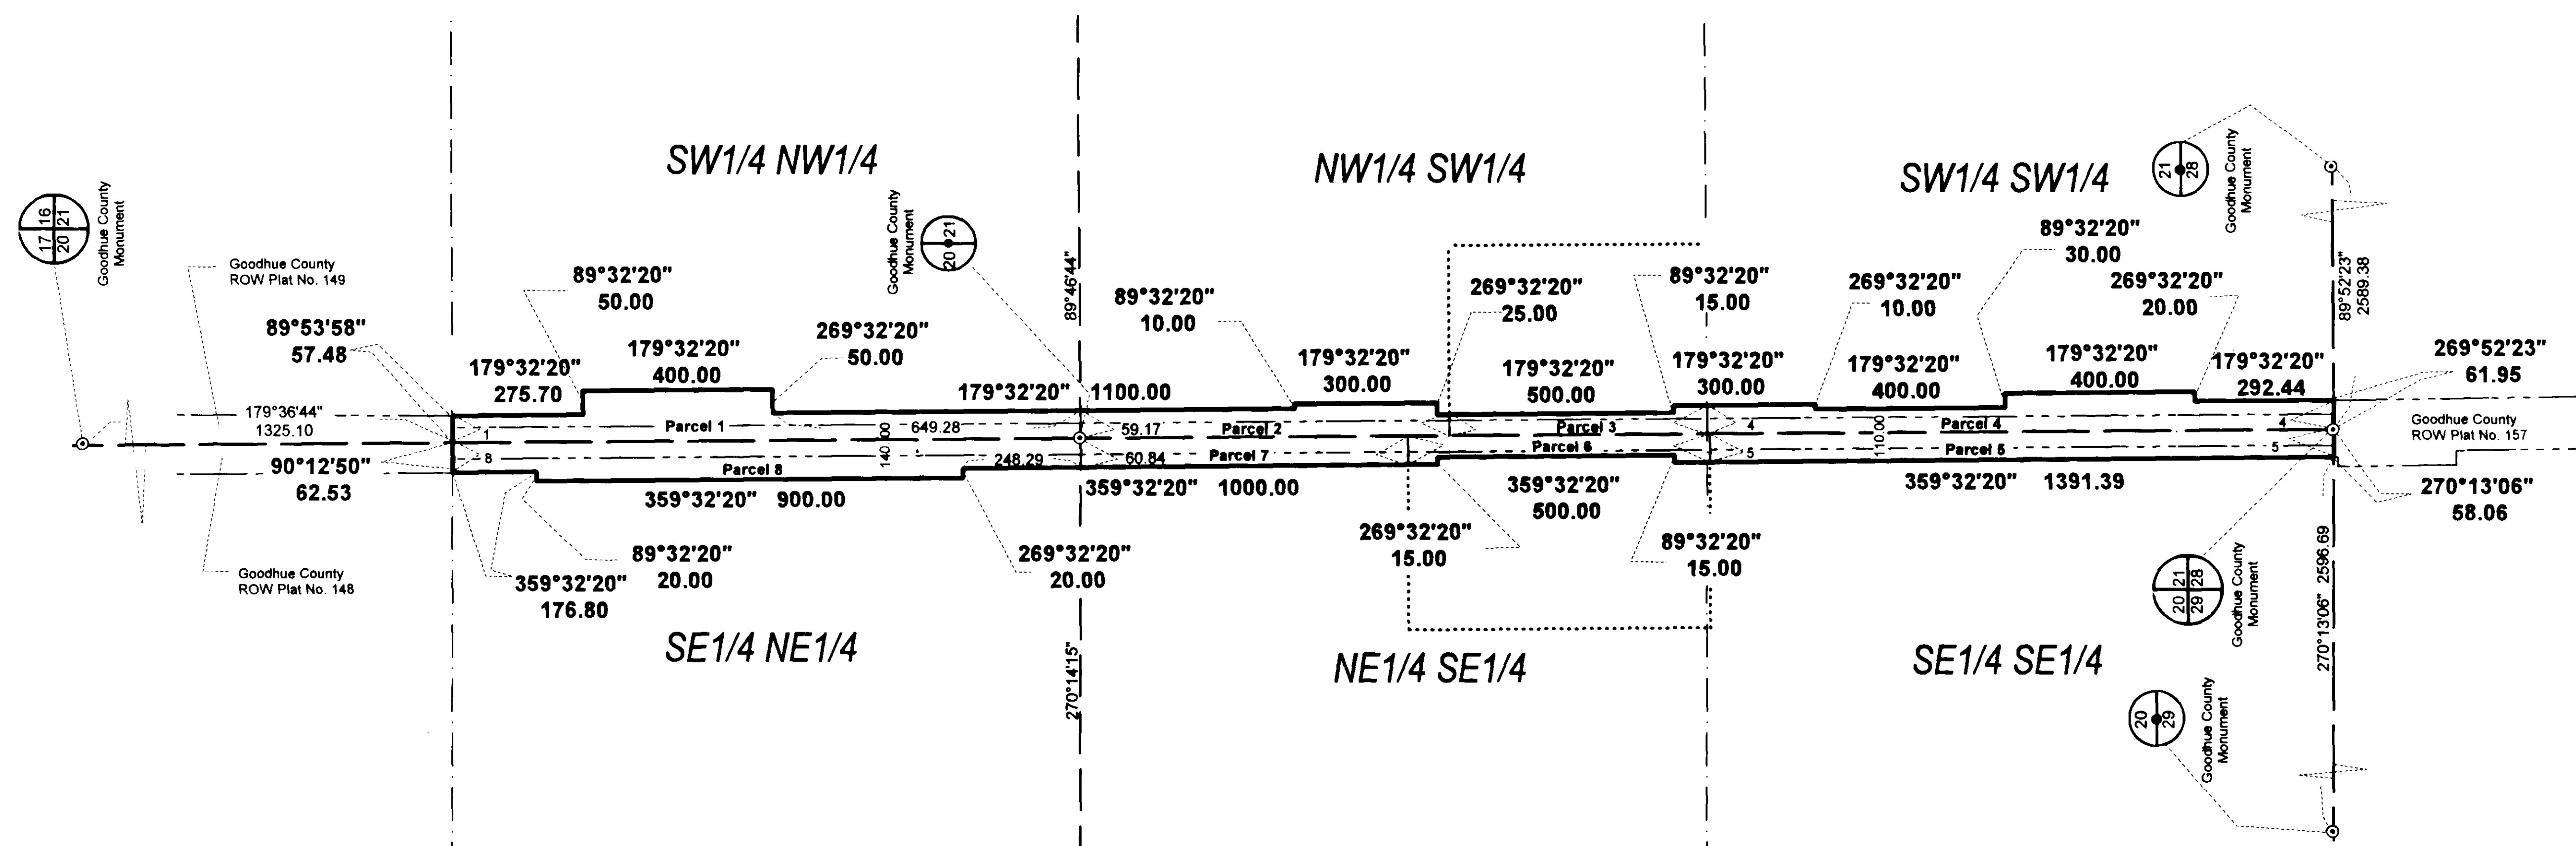 SW1/4 NW1/4
NW1/4 SW1/4
SW1/4 SW1/4
17 16
20 21
Goodhue County
Monument
Goodhue County
ROW Plat No. 149
89°53'58"
57.48
179°36'44"
1325.10
90°12'50"
62.53
Goodhue County
ROW Plat No. 148
179°32'20"
275.70
89°32'20"
50.00
179°32'20"
400.00
269°32'20"
50.00
20 21
Goodhue County
Monument
89°46'44"
179°32'20" 1100.00
89°32'20"
10.00
179°32'20"
300.00
269°32'20"
25.00
179°32'20"
500.00
89°32'20"
15.00
179°32'20"
300.00
269°32'20"
10.00
179°32'20"
400.00
89°32'20"
30.00
179°32'20"
400.00
269°32'20"
20.00
179°32'20"
292.44
21
28
Goodhue County
Monument
89°52'23"
2589.38
269°52'23"
61.95
Goodhue County
ROW Plat No. 157
270°13'06"
58.06
1
Parcel 1
649.28
59.17
Parcel 2
Parcel 3
4
Parcel 4
4
8
Parcel 8
140.00
248.29
60.84
Parcel 7
Parcel 6
5
110.00
Parcel 5
5
359°32'20"
176.80
89°32'20"
20.00
359°32'20" 900.00
269°32'20"
20.00
359°32'20" 1000.00
269°32'20"
15.00
359°32'20"
500.00
89°32'20"
15.00
359°32'20" 1391.39
270°14'15"
20 21
29 28
Goodhue County
Monument
270°13'06" 2596.69
20
29
Goodhue County
Monument
SE1/4 NE1/4
NE1/4 SE1/4
SE1/4 SE1/4